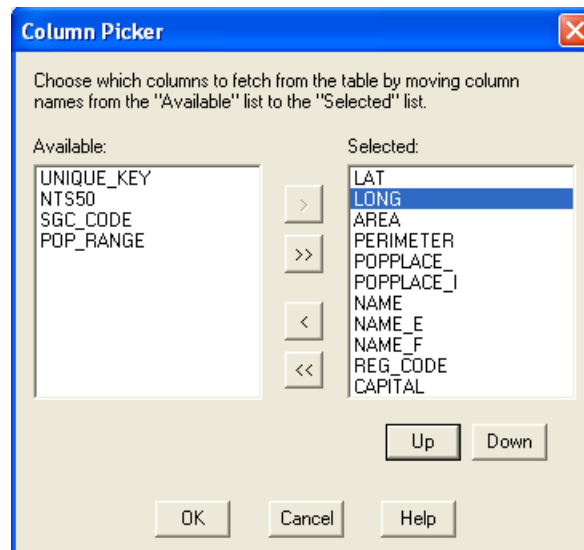 Column Picker
Choose which columns to fetch from the table by moving column
names from the "Available" list to the "Selected" list.
Available:
UNIQUE_KEY
NTS50
SGC_CODE
POP_RANGE
>
>>
<
<<
Selected:
LAT
LONG
AREA
PERIMETER
POPPLACE_
POPPLACE_I
NAME
NAME_E
NAME_F
REG_CODE
CAPITAL
Up
Down
OK
Cancel
Help